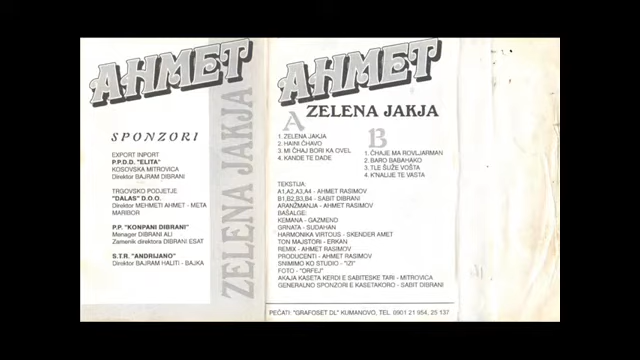 AHMET
SPONZORI
EXPORT INPORT
P.P.D.D. "ELITA"
KOSOVSKA MITROVICA
Direktor BAJRAM DIBRANI
TRGOVSKO PODJETJE
"DALAS" D.O.O.
Direktor MEHMETI AHMET - META
MARIBOR
P.P. "KONPANI DIBRANI"
Menager DIBRANI ALI
Zamenik direktora DIBRANI ESAT
S.T.R. "ANDRIJANO"
Direktor BAJRAM HALITI - BAJKA
ZELENA JAKJA
AHMET
ZELENA JAKJA
A
1. ZELENA JAKJA
2. HAINI ČHAVO
3. MI ČHAJ BORI KA OVEL
4. KANDE TE DADE
B
1. ČHAJE MA ROVLJARMAN
2. BARO BABAHAKO
3. TLE ŠUŽE VOŠTA
4. K'NALIJE TE VASTA
TEKSTIJA:
A1,A2,A3,A4 - AHMET RASIMOV
B1,B2,B3,B4 - SABIT DIBRANI
ARANŽMANJA - AHMET RASIMOV
BAŠALGE:
KEMANA - GAZMEND
GRNATA - SUDAHAN
HARMONIKA VIRTOUS - SKENDER AMET
TON MAJSTORI - ERKAN
REMIX - AHMET RASIMOV
PRODUCENTI - AHMET RASIMOV
SNIMIMO KO STUDIO - "IZI"
FOTO - "ORFEJ"
AKAJA KASETA KERDI E SABITESKE TARI - MITROVICA
GENERALNO SPONZORI E KASETAKORO - SABIT DIBRANI
PEČATI: "GRAFOSET DL" KUMANOVO, TEL. 0901 21 954, 25 137